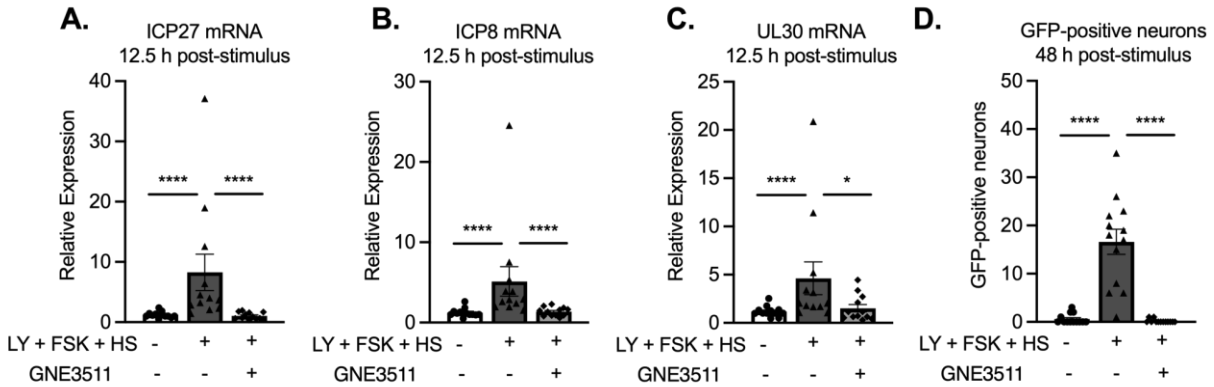 A.
ICP27 mRNA
12.5 h post-stimulus
Relative Expression
40
30
20
10
0
****
****
LY + FSK + HS - + +
GNE3511 - - +
B.
ICP8 mRNA
12.5 h post-stimulus
Relative Expression
30
20
10
0
****
****
LY + FSK + HS - + +
GNE3511 - - +
C.
UL30 mRNA
12.5 h post-stimulus
Relative Expression
25
20
15
10
5
0
****
*
LY + FSK + HS - + +
GNE3511 - - +
D.
GFP-positive neurons
48 h post-stimulus
GFP-positive neurons
50
40
30
20
10
0
****
****
LY + FSK + HS - + +
GNE3511 - - +